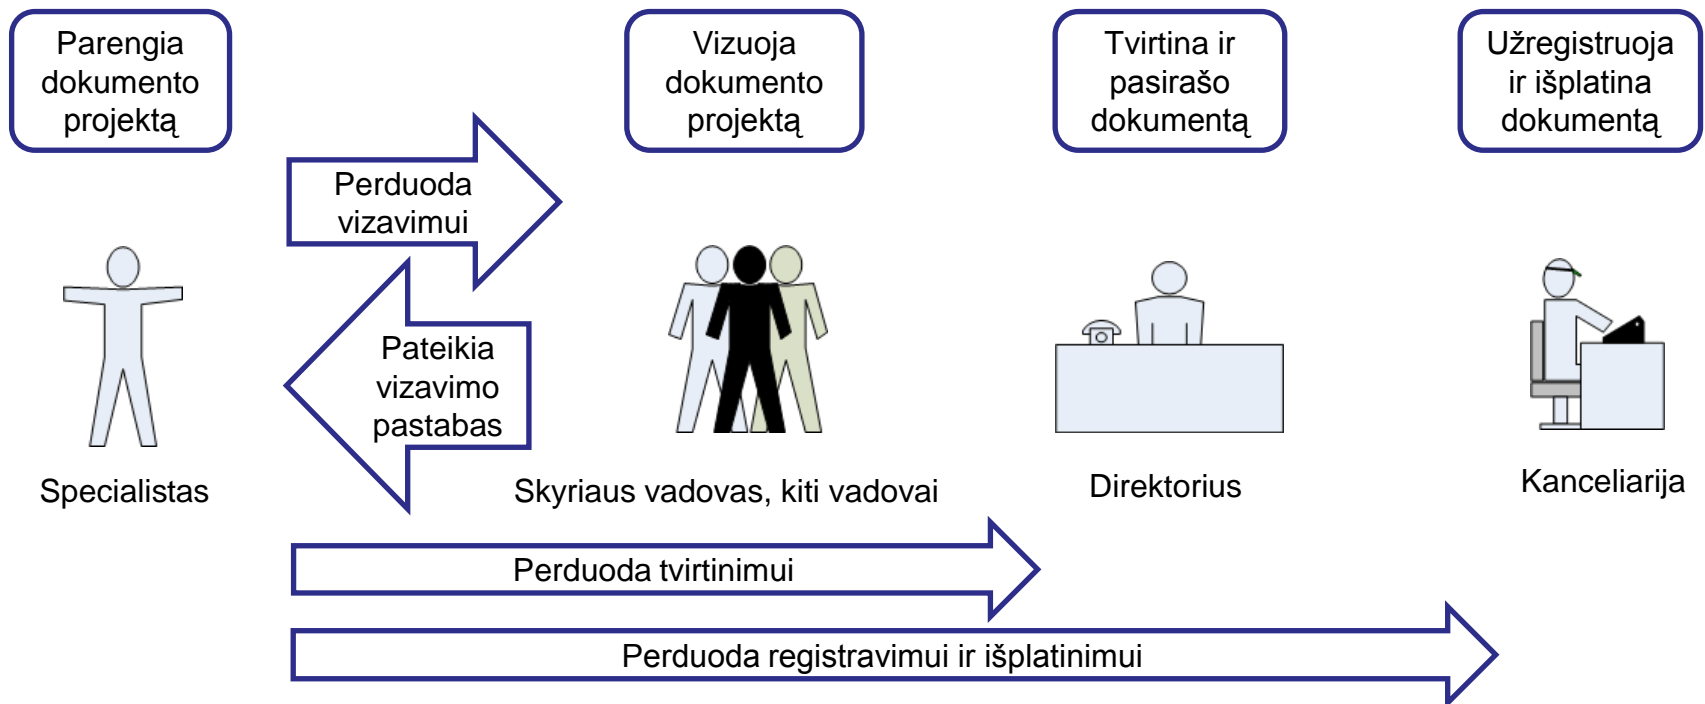 Parengia
dokumento
projektą
Vizuoja
dokumento
projektą
Tvirtina ir
pasirašo
dokumentą
Užregistruoja
ir išplatina
dokumentą
Perduoda
vizavimui
Pateikia
vizavimo
pastabas
Specialistas
Skyriaus vadovas, kiti vadovai
Direktorius
Kanceliarija
Perduoda tvirtinimui
Perduoda registravimui ir išplatinimui